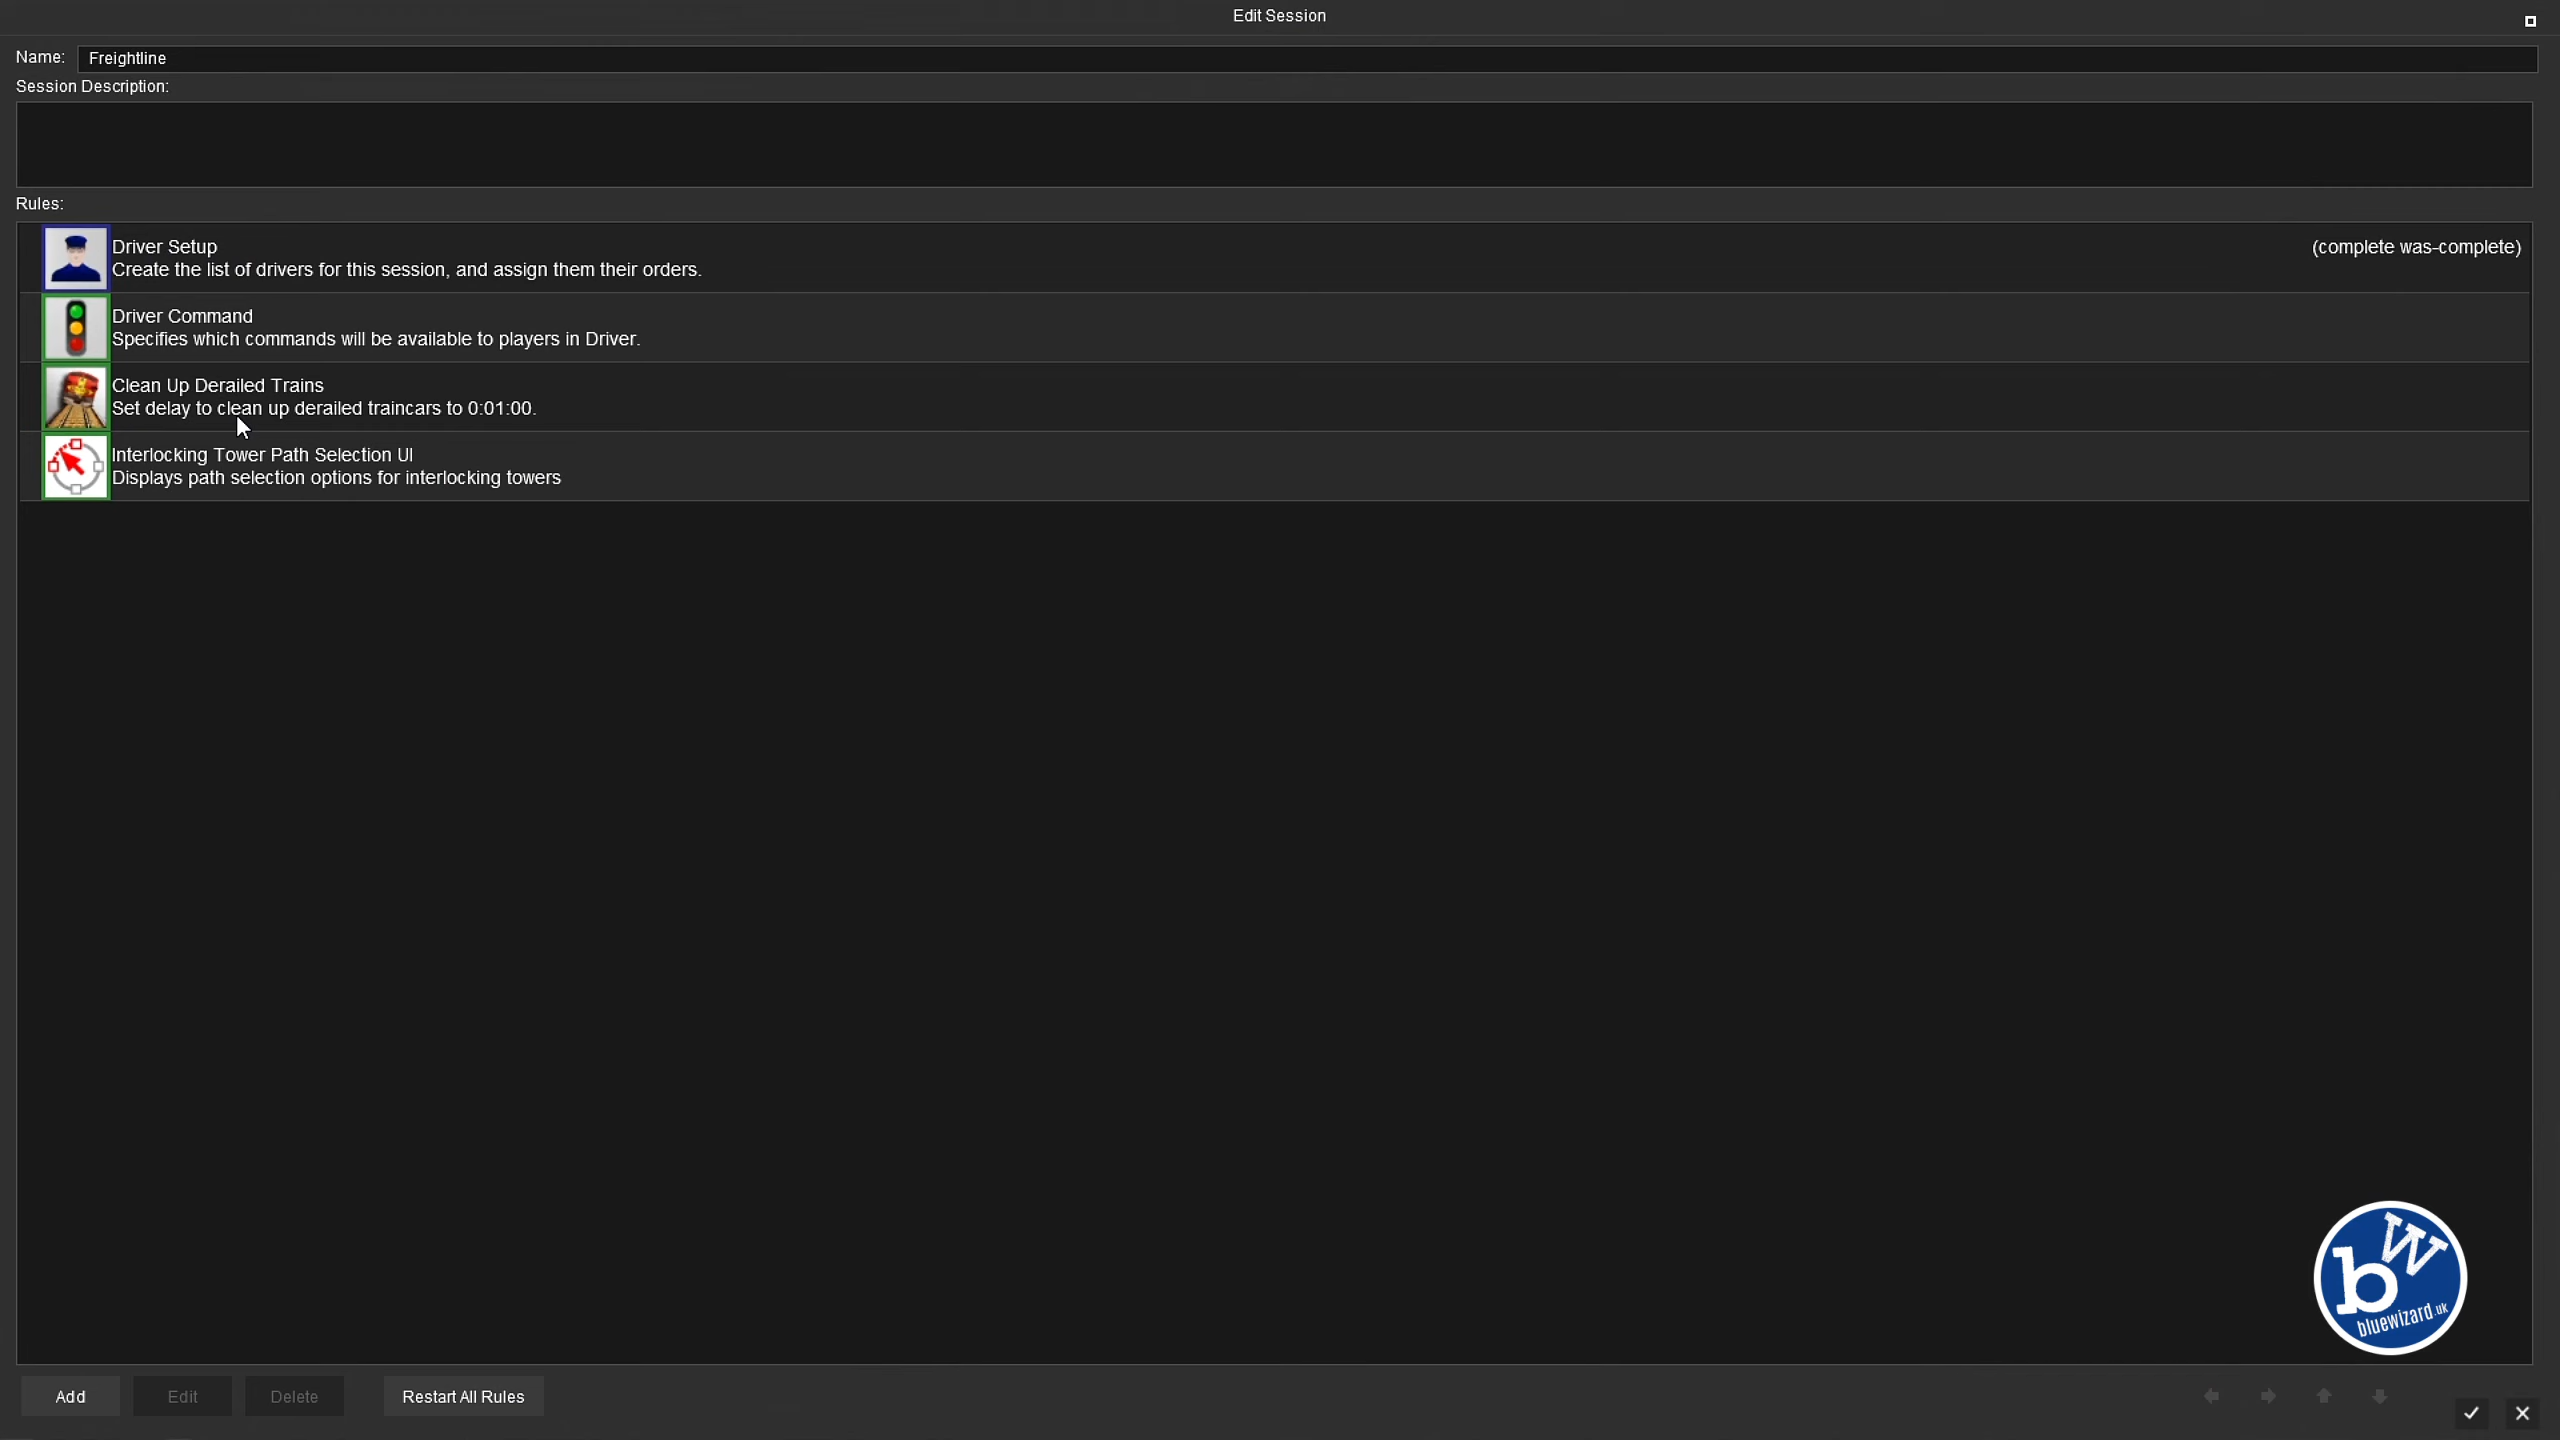 Edit Session
Name: Freightline
Session Description:
Rules:
Driver Setup
(complete was-complete)
Create the list of drivers for this session, and assign them their orders.
Driver Command
Specifies which commands will be available to players in Driver.
Clean Up Derailed Trains
Set delay to clean up derailed traincars to 0:01:00.
Interlocking Tower Path Selection UI
Displays path selection options for interlocking towers
bw
bluewizard.uk
Add Edit Delete Restart All Rules